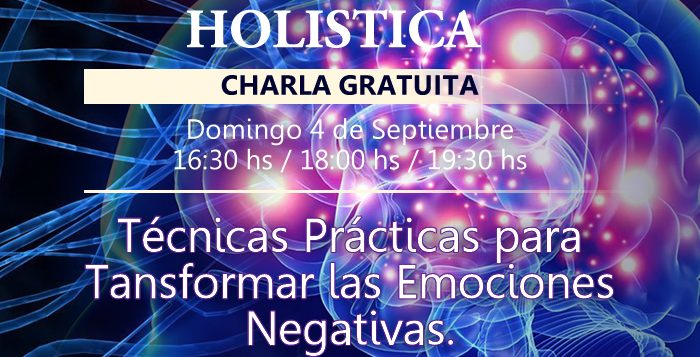 HOLISTICA
CHARLA GRATUITA
Domingo 4 de Septiembre
16:30 hs / 18:00 hs / 19:30 hs
Técnicas Prácticas para
Tansformar las Emociones
Negativas.